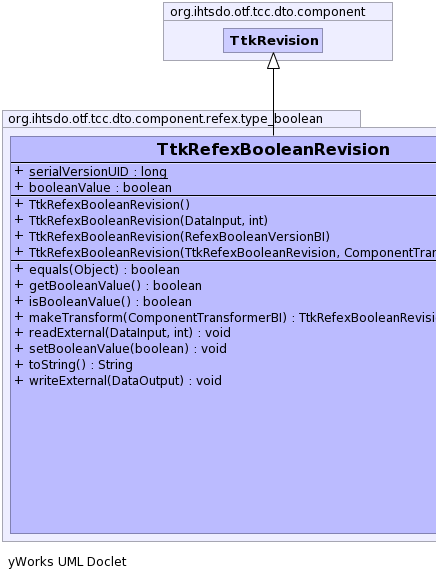 org.ihtsdo.otf.tcc.dto.component
TtkRevision
org.ihtsdo.otf.tcc.dto.component.refex.type_boolean
TtkRefexBooleanRevision
+ serialVersionUID : long
+ booleanValue : boolean
+ TtkRefexBooleanRevision()
+ TtkRefexBooleanRevision(DataInput, int)
+ TtkRefexBooleanRevision(RefexBooleanVersionBI)
+ TtkRefexBooleanRevision(TtkRefexBooleanRevision, ComponentTran
+ equals(Object) : boolean
+ getBooleanValue() : boolean
+ isBooleanValue() : boolean
+ makeTransform(ComponentTransformerBI) : TtkRefexBooleanRevisi
+ readExternal(DataInput, int) : void
+ setBooleanValue(boolean) : void
+ toString() : String
+ writeExternal(DataOutput) : void
yWorks UML Doclet